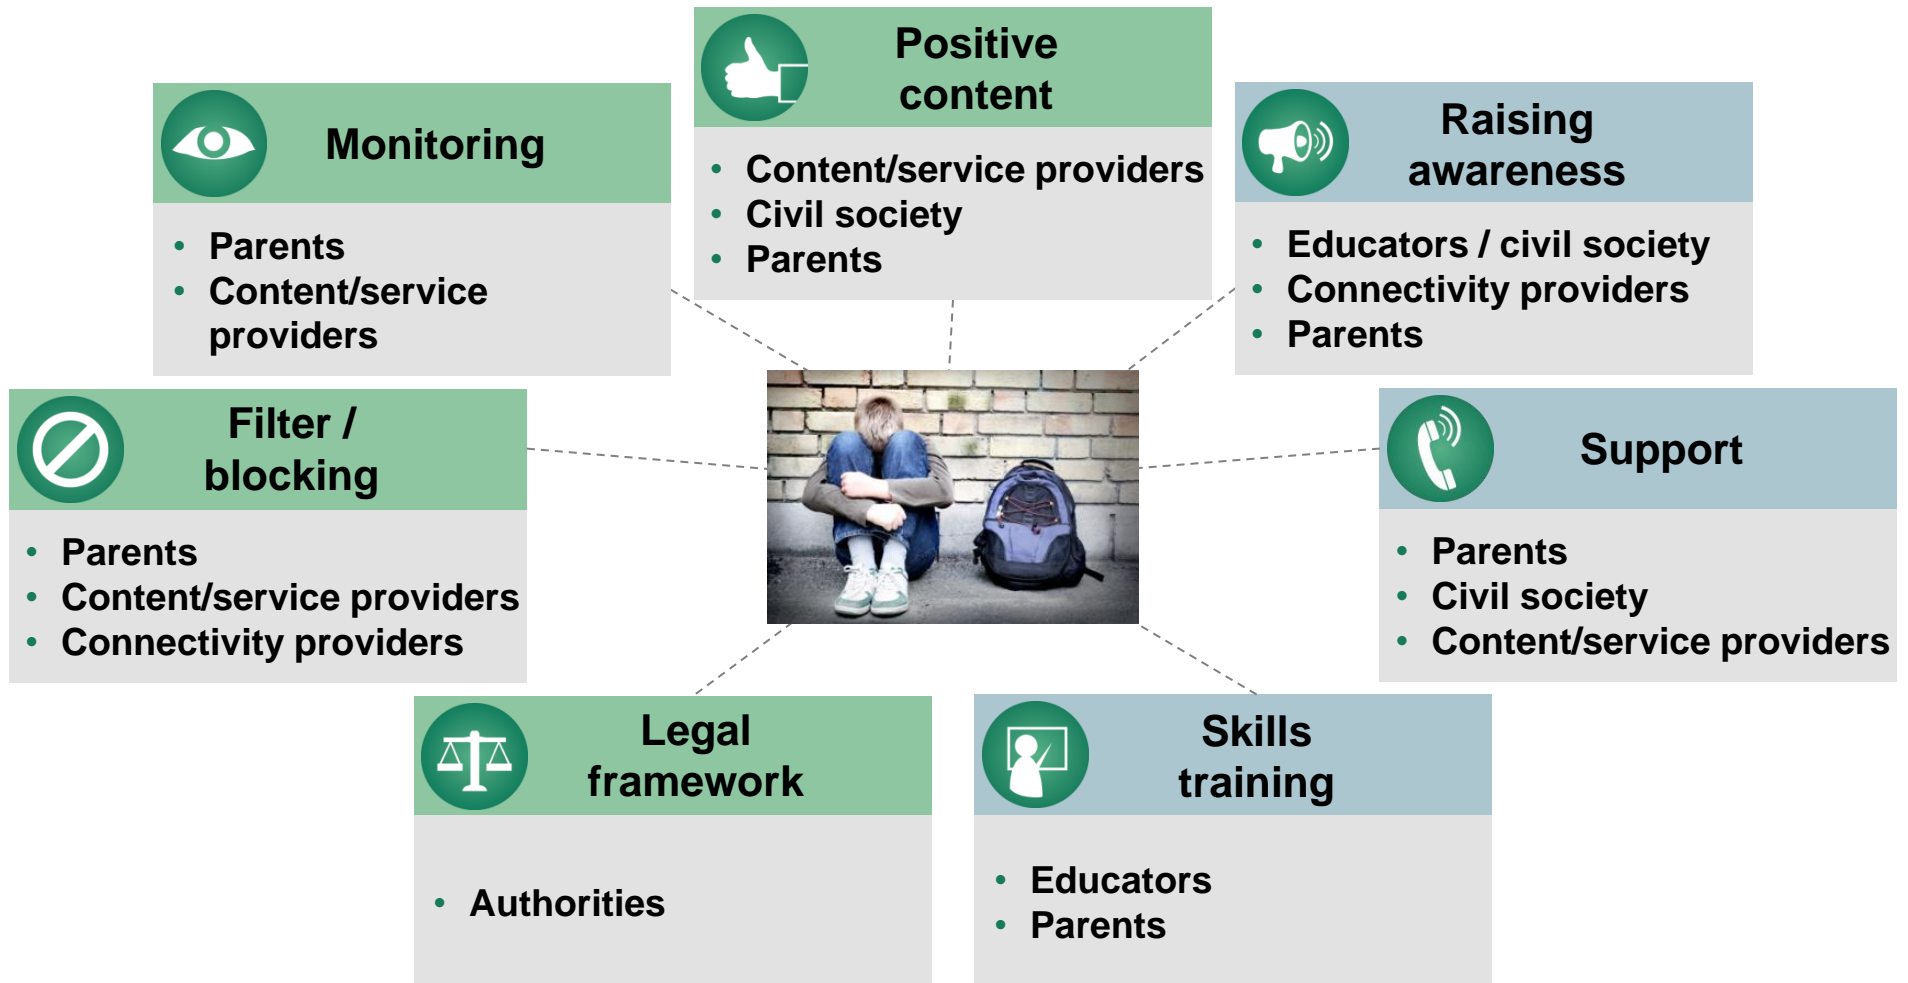 Positive
content
• Content/service providers
• Civil society
• Parents
Monitoring
• Parents
• Content/service
providers
Raising
awareness
• Educators / civil society
• Connectivity providers
• Parents
Filter /
blocking
• Parents
• Content/service providers
• Connectivity providers
Support
• Parents
• Civil society
• Content/service providers
Legal
framework
• Authorities
Skills
training
• Educators
• Parents